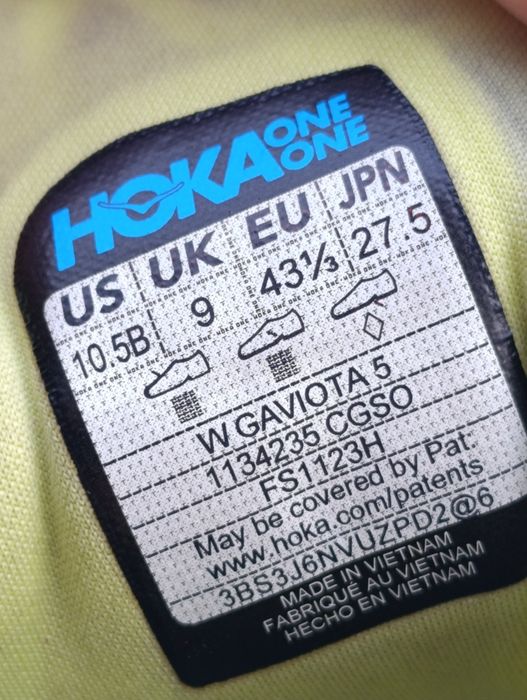 HOKA ONE ONE
US UK EU JPN
10.5B 9 43⅓ 27.5
W GAVIOTA 5
1134235 CGSO
FS1123H
May be covered by Pat.
www.hoka.com/patents
3BS3J6NVUZPD2@6
MADE IN VIETNAM
FABRIQUÉ AU VIETNAM
HECHO EN VIETNAM